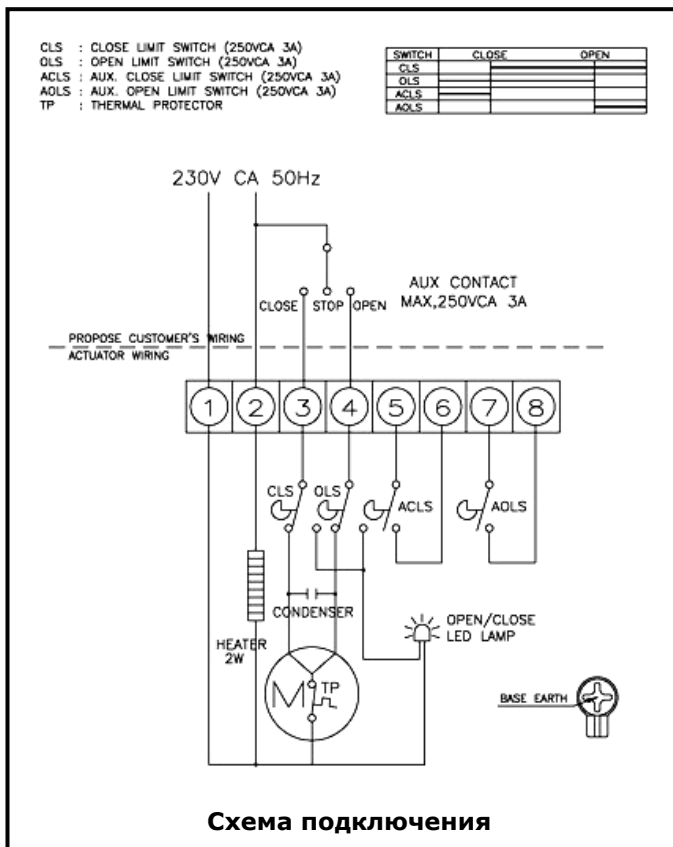 CLS : CLOSE LIMIT SWITCH (250VCA 3A)
OLS : OPEN LIMIT SWITCH (250VCA 3A)
ACLS : AUX. CLOSE LIMIT SWITCH (250VCA 3A)
AOLS : AUX. OPEN LIMIT SWITCH (250VCA 3A)
TP : THERMAL PROTECTOR
SWITCH CLOSE OPEN
CLS
OLS
ACLS
AOLS
230V CA 50Hz
AUX CONTACT
MAX,250VCA 3A
CLOSE STOP OPEN
PROPOSE CUSTOMER'S WIRING
ACTUATOR WIRING
1 2 3 4 5 6 7 8
CLS OLS ACLS AOLS
CONDENSER
OPEN/CLOSE
LED LAMP
HEATER
2W
M TP
BASE EARTH
Схема подключения